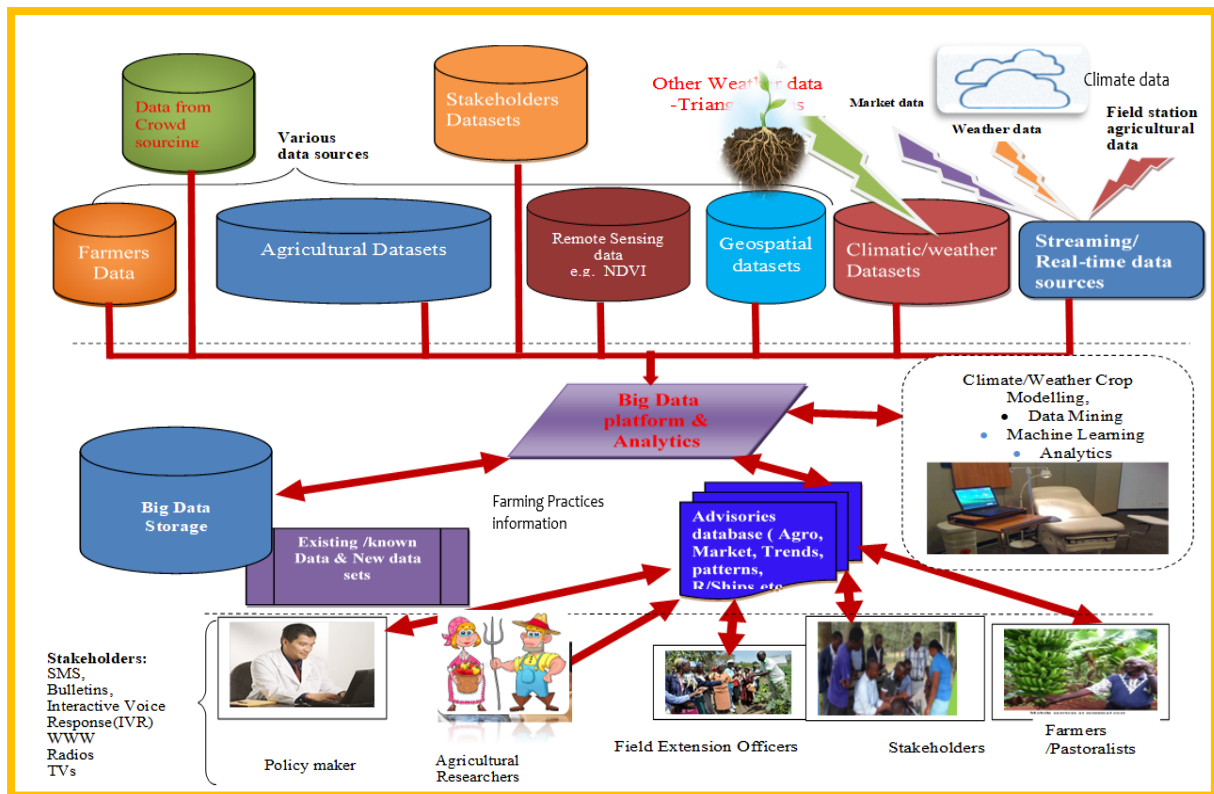 Data from
Crowd
sourcing
Various
data sources
Stakeholders
Datasets
Other Weather data
-Triang
Market data
Climate data
Weather data
Field station
agricultural
data
Farmers
Data
Agricultural Datasets
Remote Sensing
data
e.g. NDVI
Geospatial
datasets
Climatic/weather
Datasets
Streaming/
Real-time data
sources
Big Data
platform &
Analytics
Climate/Weather Crop
Modelling,
● Data Mining
● Machine Learning
● Analytics
Big Data
Storage
Farming Practices
information
Existing /known
Data & New data
sets
Advisories
database ( Agro,
Market, Trends,
patterns,
R/Ships etc
Stakeholders:
SMS,
Bulletins,
Interactive Voice
Response(IVR)
WWW
Radios
TVs
Policy maker
Agricultural
Researchers
Field Extension Officers
Stakeholders
Farmers
/Pastoralists